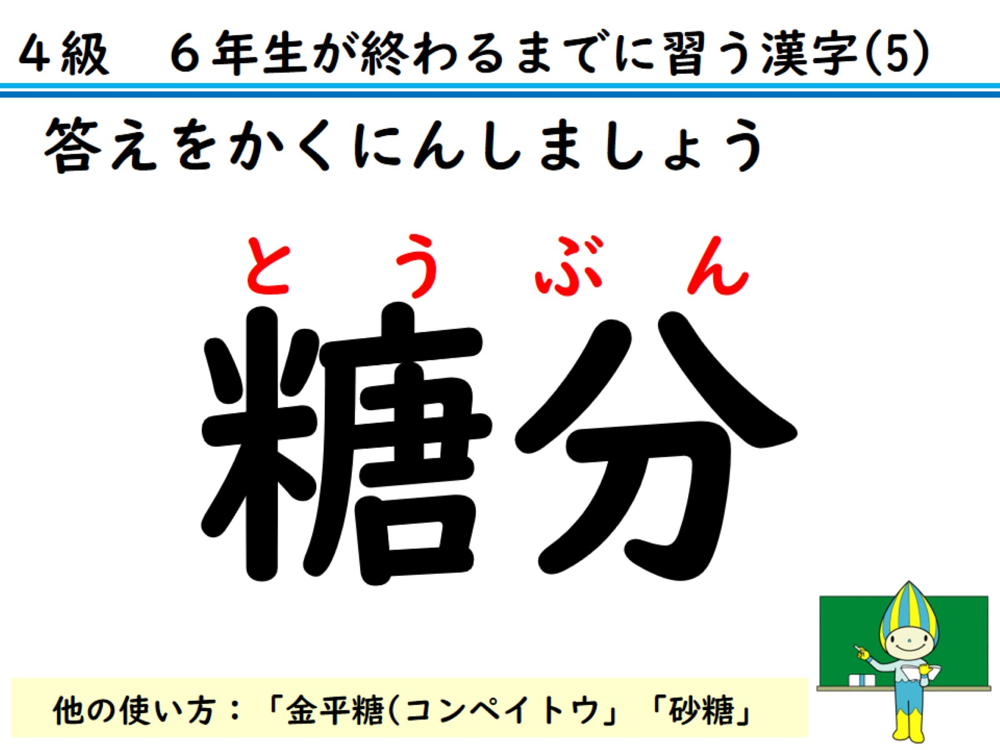 ４級　６年生が終わるまでに習う漢字(5)
答えをかくにんしましょう
とうぶん
糖分
他の使い方：「金平糖(コンペイトウ」「砂糖」